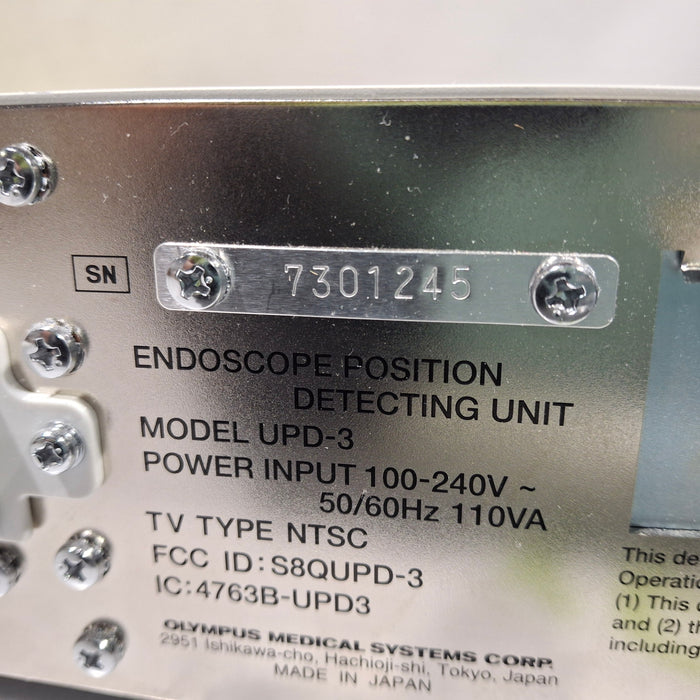 SN
7301245
ENDOSCOPE POSITION
DETECTING UNIT
MODEL UPD-3
POWER INPUT 100-240V ~
50/60Hz 110VA
TV TYPE NTSC
FCC ID: S8QUPD-3
IC:4763B-UPD3
OLYMPUS MEDICAL SYSTEMS CORP.
2951 Ishikawa-cho, Hachioji-shi, Tokyo, Japan
MADE IN JAPAN
This de
Operatio
(1) This
and (2) th
including